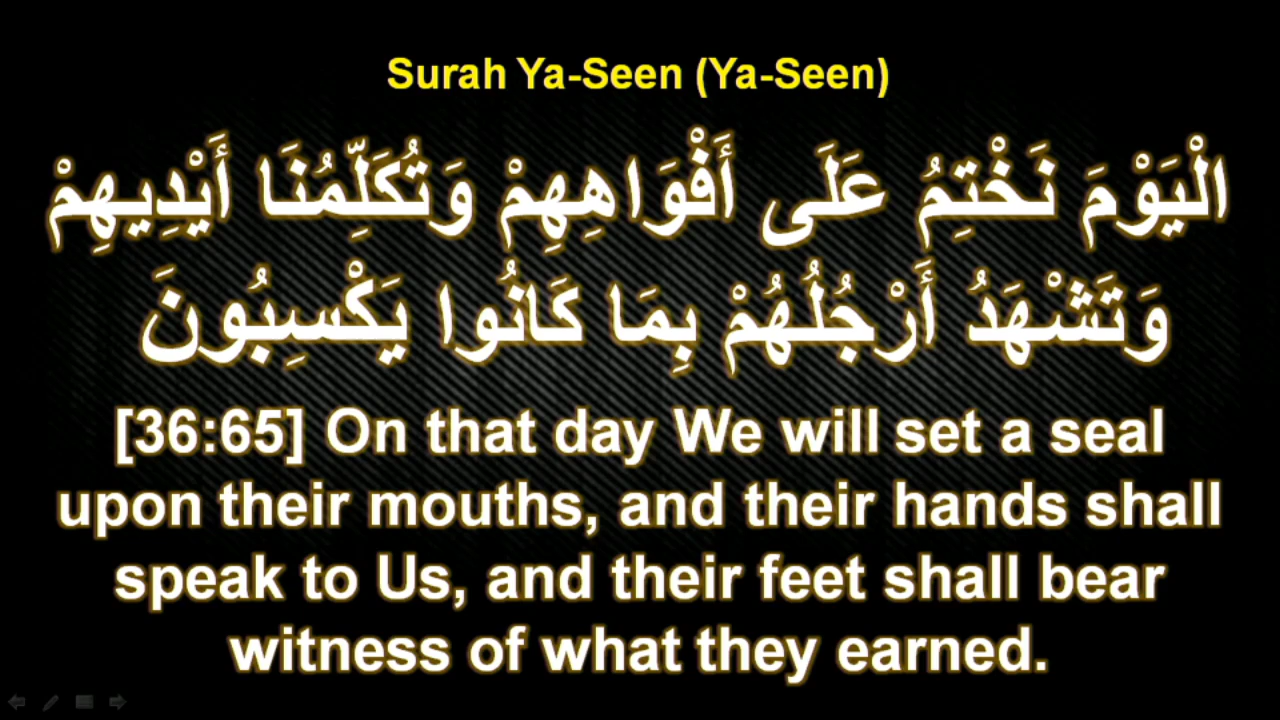 Surah Ya-Seen (Ya-Seen)
الْيَوْمَ نَخْتِمُ عَلَى أَفْوَاهِهِمْ وَتُكَلِّمُنَا أَيْدِيهِمْ
وَتَشْهَدُ أَرْجُلُهُمْ بِمَا كَانُوا يَكْسِبُونَ
[36:65] On that day We will set a seal
upon their mouths, and their hands shall
speak to Us, and their feet shall bear
witness of what they earned.